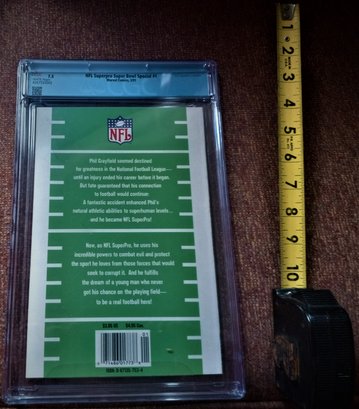 7.5
NFL Superpro Super Bowl Special #1
Marvel Comics, 3/91
NFL
Phil Grayfield seemed destined
for greatness in the National Football League—
until an injury ended his career before it began.
But fate guaranteed that his connection
to football would continue:
A fantastic accident enhanced Phil's
natural athletic abilities to superhuman levels...
and he became NFL SuperPro!
Now, as NFL SuperPro, he uses his
incredible powers to combat evil and protect
the sport he loves from those forces that would
seek to corrupt it. And he fulfills
the dream of a young man who never
got his chance on the playing field—
to be a real football hero!
$3.95 US $4.95 Can.
1
2
3
4
5
6
7
8
9
10